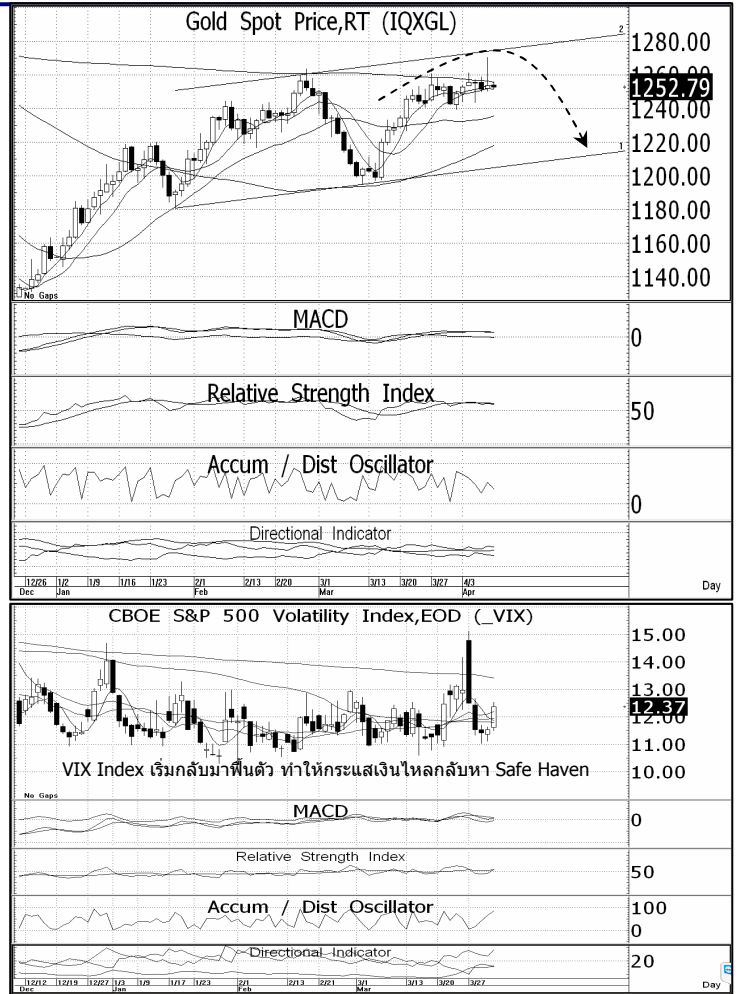 Gold Spot Price,RT (IQXGL)
2
1280.00
1260.00
1252.79
1240.00
1220.00
1
1200.00
1180.00
1160.00
1140.00
No Gaps
MACD
0
Relative Strength Index
50
Accum / Dist Oscillator
0
Directional Indicator
12/26 1/2 1/9 1/16 1/23 2/1 2/13 2/20 3/1 3/13 3/20 3/27 4/3
Dec Jan Feb Mar Apr Day
CBOE S&P 500 Volatility Index,EOD (_VIX)
15.00
14.00
13.00
12.37
12.00
11.00
VIX Index เริ่มกลับมาฟื้นตัว ทำให้กระแสเงินไหลกลับหา Safe Haven
10.00
No Gaps
MACD
0
Relative Strength Index
50
Accum / Dist Oscillator
100
0
Directional Indicator
20
12/12 12/19 12/27 1/3 1/9 1/17 1/23 2/1 2/13 2/21 3/1 3/13 3/20 3/27
Dec Jan Feb Mar Day